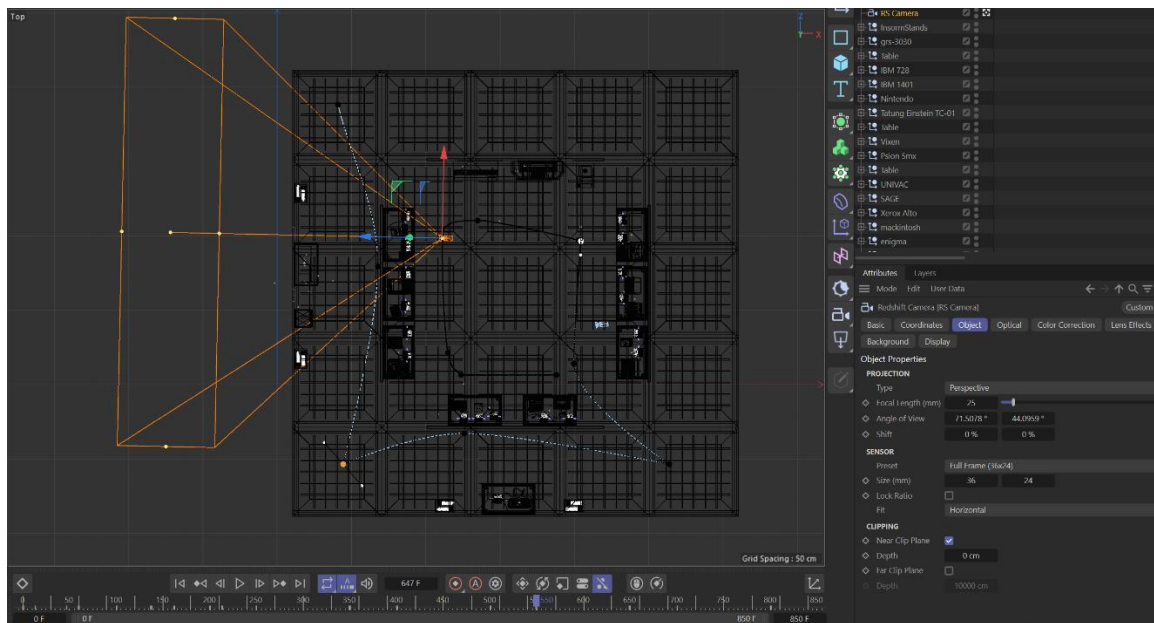 Top
Z
Y X
Grid Spacing : 50 cm
RS Camera
InsormStands
grs-3030
Table
IBM 728
IBM 1401
Nintendo
Tatung Einstein TC-01
Table
Vixen
Psion 5mx
Table
UNIVAC
SAGE
Xerox Alto
mackintosh
enigma
Attributes Layers
Mode Edit User Data
Redshift Camera [RS Camera] Custom
Basic Coordinates Object Optical Color Correction Lens Effects
Background Display
Object Properties
PROJECTION
Type Perspective
Focal Length (mm) 25
Angle of View 71.5078 ° 44.0959 °
Shift 0 % 0 %
SENSOR
Preset Full Frame (36x24)
Size (mm) 36 24
Lock Ratio
Fit Horizontal
CLIPPING
Near Clip Plane
Depth 0 cm
Far Clip Plane
Depth 10000 cm
647 F
0 50 100 150 200 250 300 350 400 450 500 550 600 650 700 750 800 850
0 F 0 F 850 F 850 F